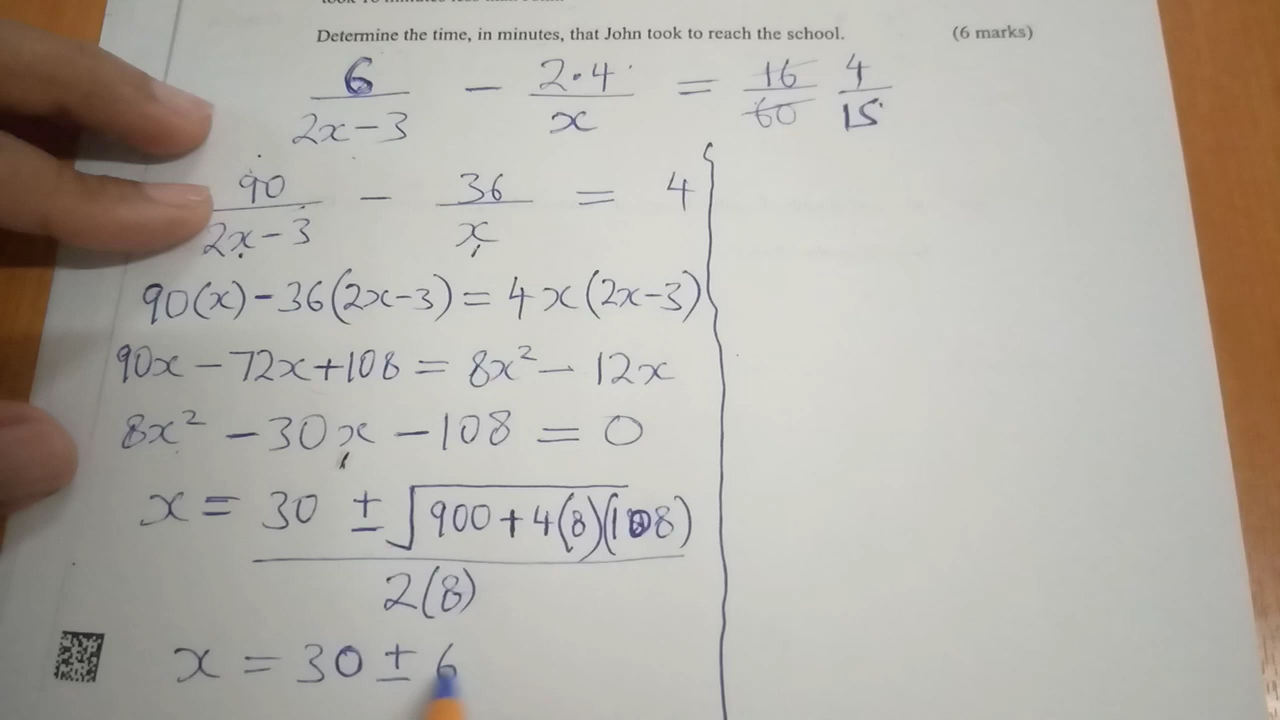 Determine the time, in minutes, that John took to reach the school. (6 marks)
6/(2x-3) - 2·4/x = 16/60 4/15
90/(2x-3) - 36/x = 4
90(x)-36(2x-3) = 4x(2x-3)
90x-72x+108 = 8x² - 12x
8x² - 30x - 108 = 0
x = (30 ± √(900+4(8)(108)))/2(8)
x = 30 ± 6